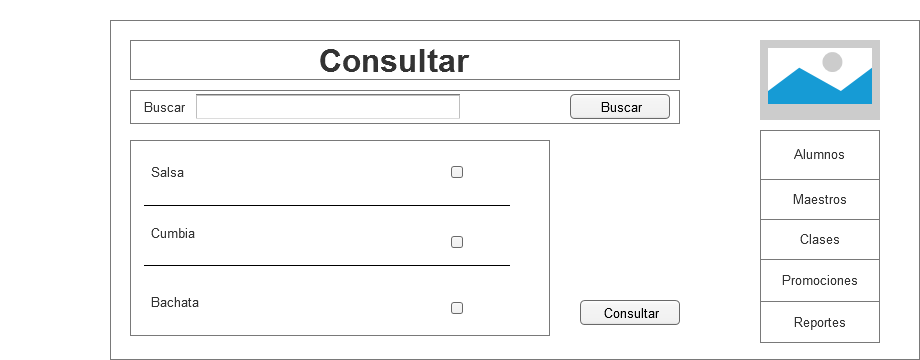 Consultar
Buscar
Buscar
Salsa
Cumbia
Bachata
Consultar
Alumnos
Maestros
Clases
Promociones
Reportes